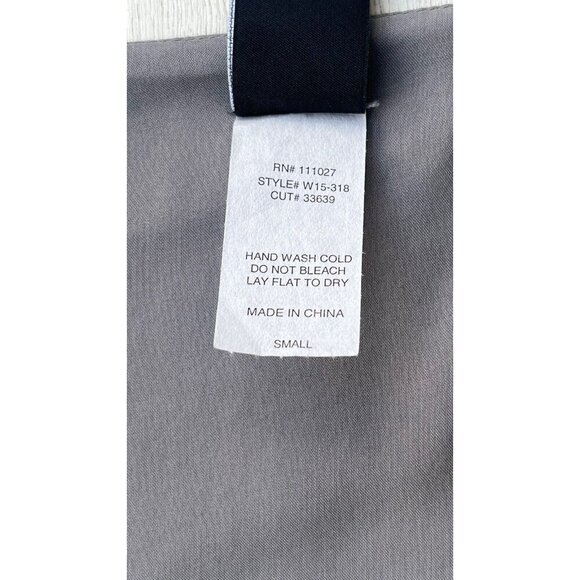 RN# 111027
STYLE# W15-318
CUT# 33639
HAND WASH COLD
DO NOT BLEACH
LAY FLAT TO DRY
MADE IN CHINA
SMALL